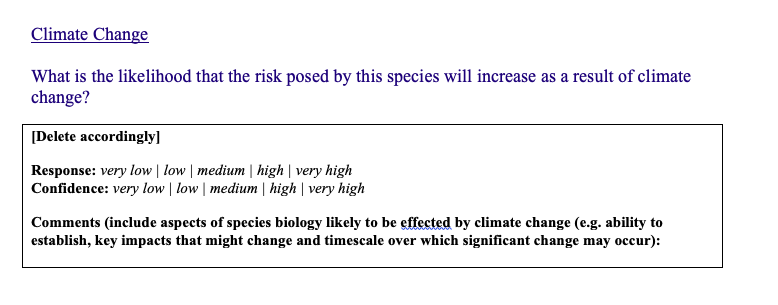 Climate Change
What is the likelihood that the risk posed by this species will increase as a result of climate
change?
[Delete accordingly]
Response: very low | low | medium | high | very high
Confidence: very low | low | medium | high | very high
Comments (include aspects of species biology likely to be effected by climate change (e.g. ability to
establish, key impacts that might change and timescale over which significant change may occur):